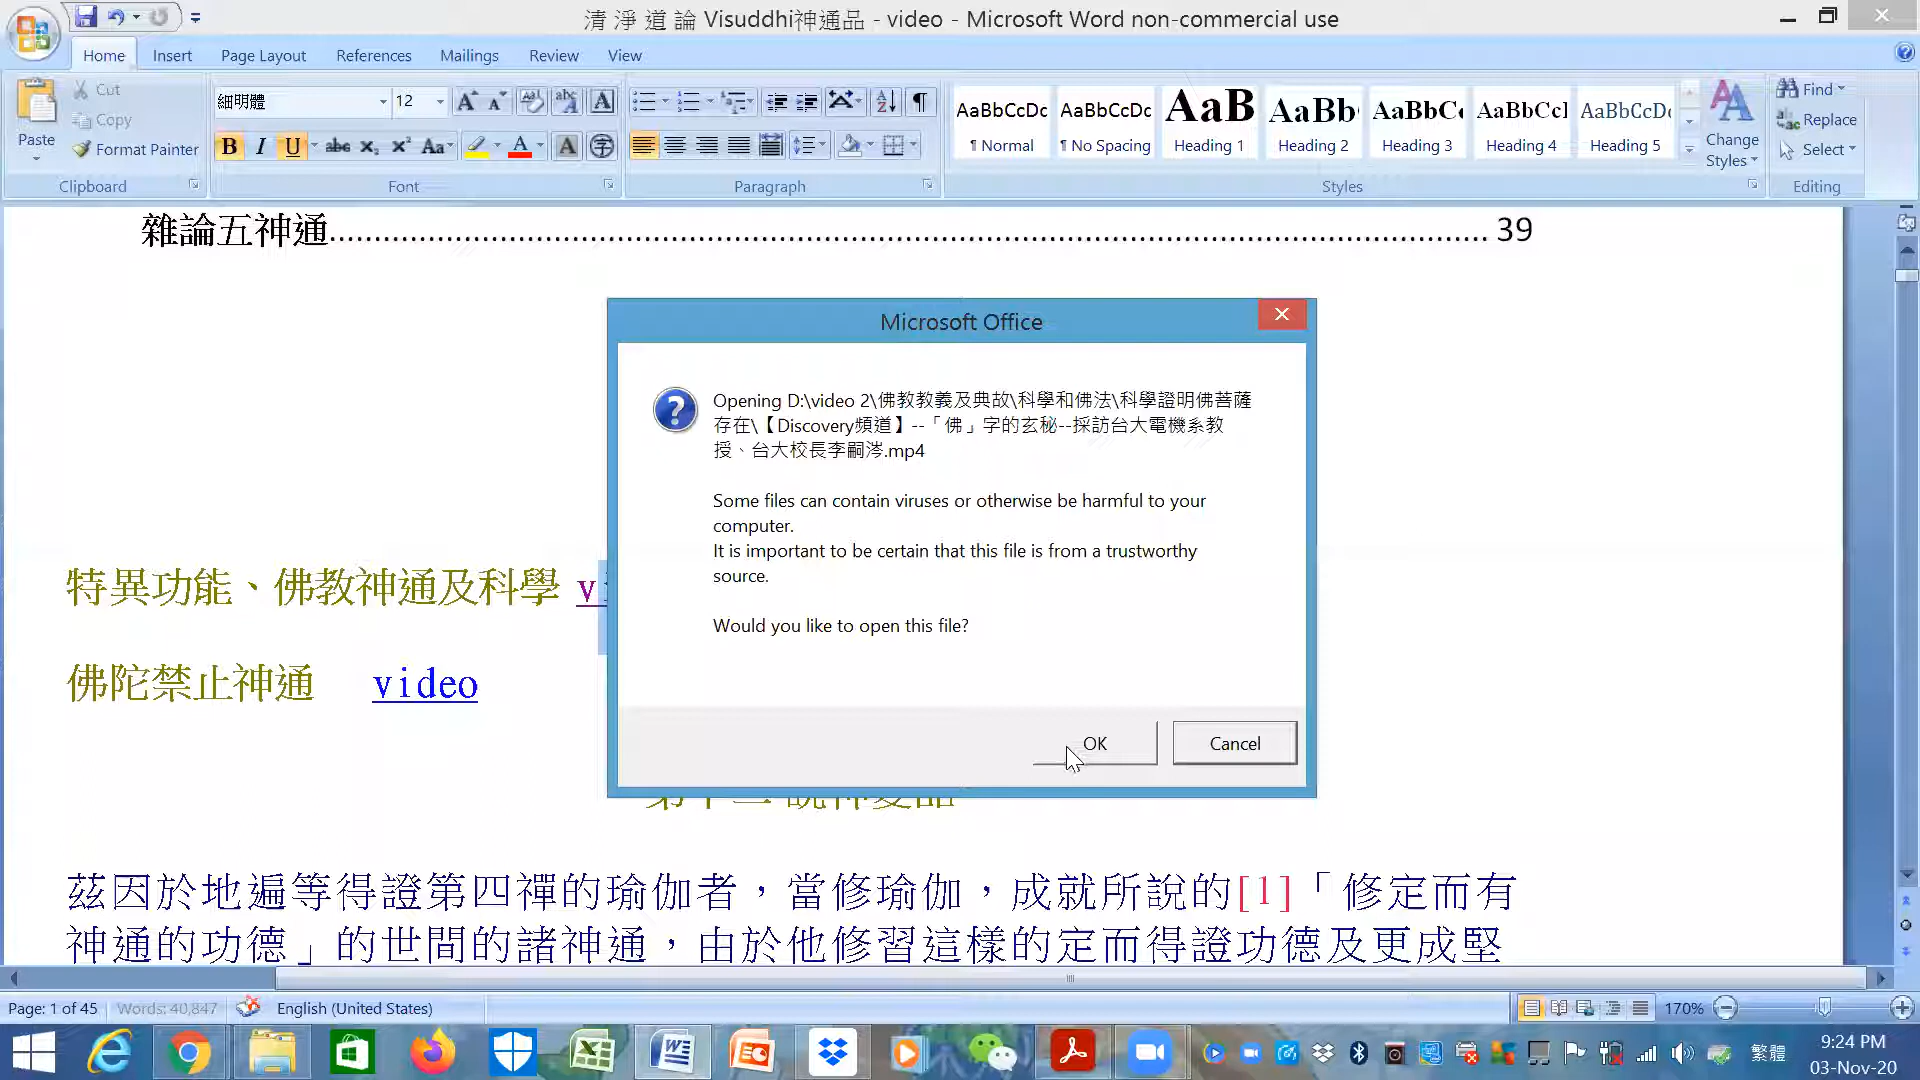 清 淨 道 論 Visuddhi神通品 - video - Microsoft Word non-commercial use
Home Insert Page Layout References Mailings Review View
Paste
Cut
Copy
Format Painter
Clipboard
細明體 12
Font
Paragraph
AaBbCcDc AaBbCcDc AaB AaBb AaBbC AaBbCcI AaBbCcD
¶ Normal ¶ No Spacing Heading 1 Heading 2 Heading 3 Heading 4 Heading 5
Change Styles
Styles
Find
Replace
Select
Editing
雜論五神通 39
Microsoft Office
Opening D:\video 2\佛教教義及典故\科學和佛法\科學證明佛菩薩
存在\【Discovery頻道】--「佛」字的玄秘--採訪台大電機系教
授、台大校長李嗣涔.mp4
Some files can contain viruses or otherwise be harmful to your
computer.
It is important to be certain that this file is from a trustworthy
source.
Would you like to open this file?
OK Cancel
特異功能、佛教神通及科學 v
佛陀禁止神通 video
茲因於地遍等得證第四禪的瑜伽者，當修瑜伽，成就所說的[1]「修定而有
神通的功德」的世間的諸神通，由於他修習這樣的定而得證功德及更成堅
Page: 1 of 45 Words: 40,847 English (United States) 170%
繁體
9:24 PM
03-Nov-20